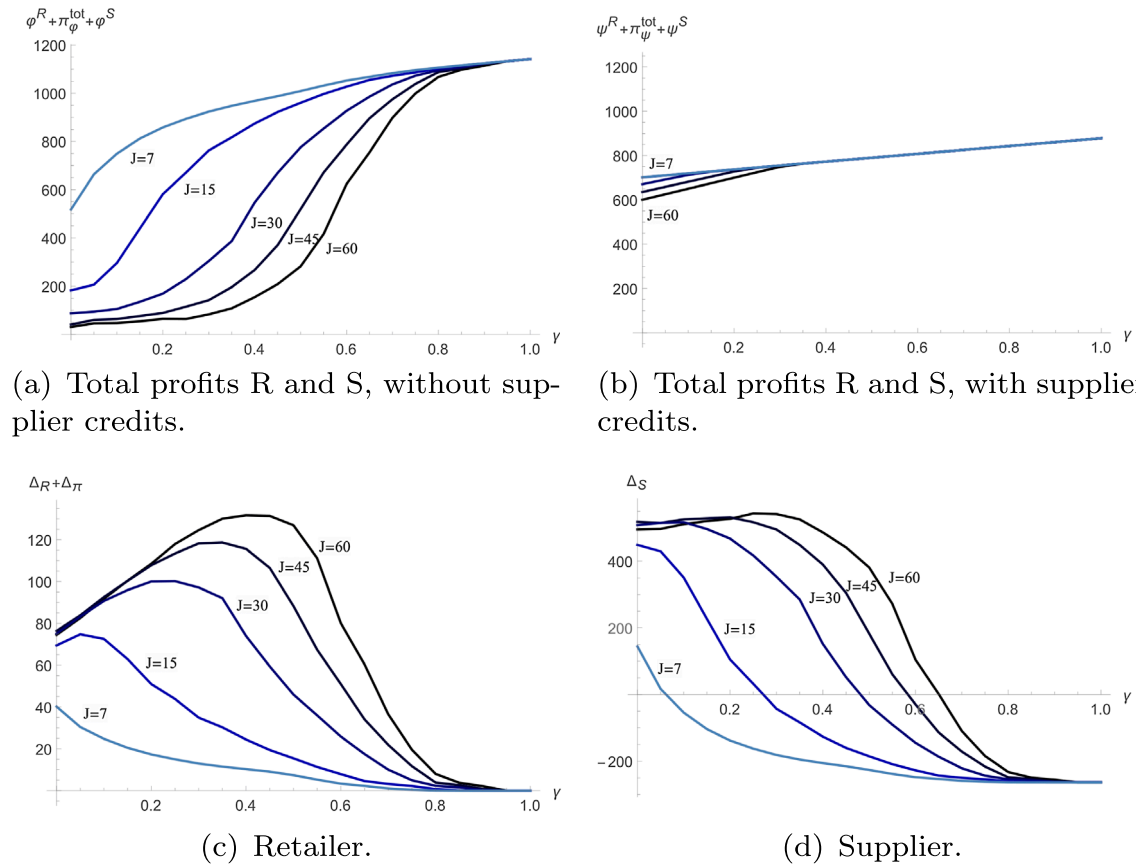 φ^R+π_φ^tot+φ^S
1200
1000
800
600
400
200
J=7
J=15
J=30
J=45
J=60
0.2
0.4
0.6
0.8
1.0
γ
(a) Total profits R and S, without sup-
plier credits.
ψ^R+π_ψ^tot+ψ^S
1200
1000
800
600
400
200
J=7
J=60
0.2
0.4
0.6
0.8
1.0
γ
(b) Total profits R and S, with supplier
credits.
Δ_R+Δ_π
120
100
80
60
40
20
J=60
J=45
J=30
J=15
J=7
0.2
0.4
0.6
0.8
1.0
γ
(c) Retailer.
Δ_S
400
200
-200
J=60
J=45
J=30
J=15
J=7
0.2
0.4
0.6
0.8
1.0
γ
(d) Supplier.